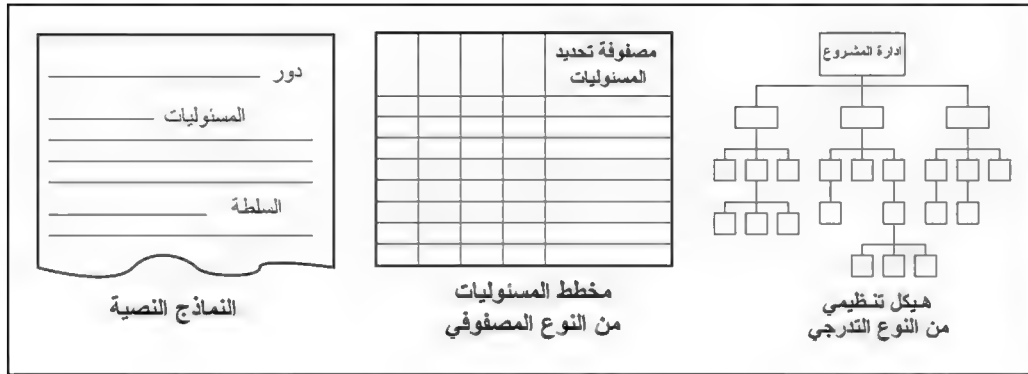 ادارة المشروع
هيكل تنظيمي
من النوع التدرجي
مصفوفة تحديد
المسئوليات
مخطط المسئوليات
من النوع المصفوفي
دور
المسئوليات
السلطة
النماذج النصية